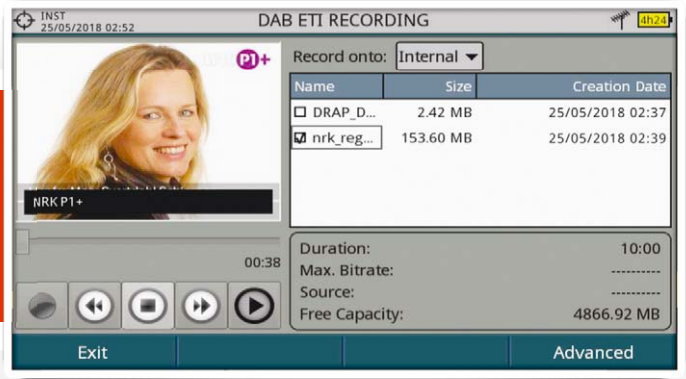 INST
25/05/2018 02:52
DAB ETI RECORDING
4h24
P1+
NRK P1+
00:38
Record onto: Internal
Name Size Creation Date
DRAP_D... 2.42 MB 25/05/2018 02:37
nrk_reg... 153.60 MB 25/05/2018 02:39
Duration: 10:00
Max. Bitrate: ----------
Source: ----------
Free Capacity: 4866.92 MB
Exit Advanced